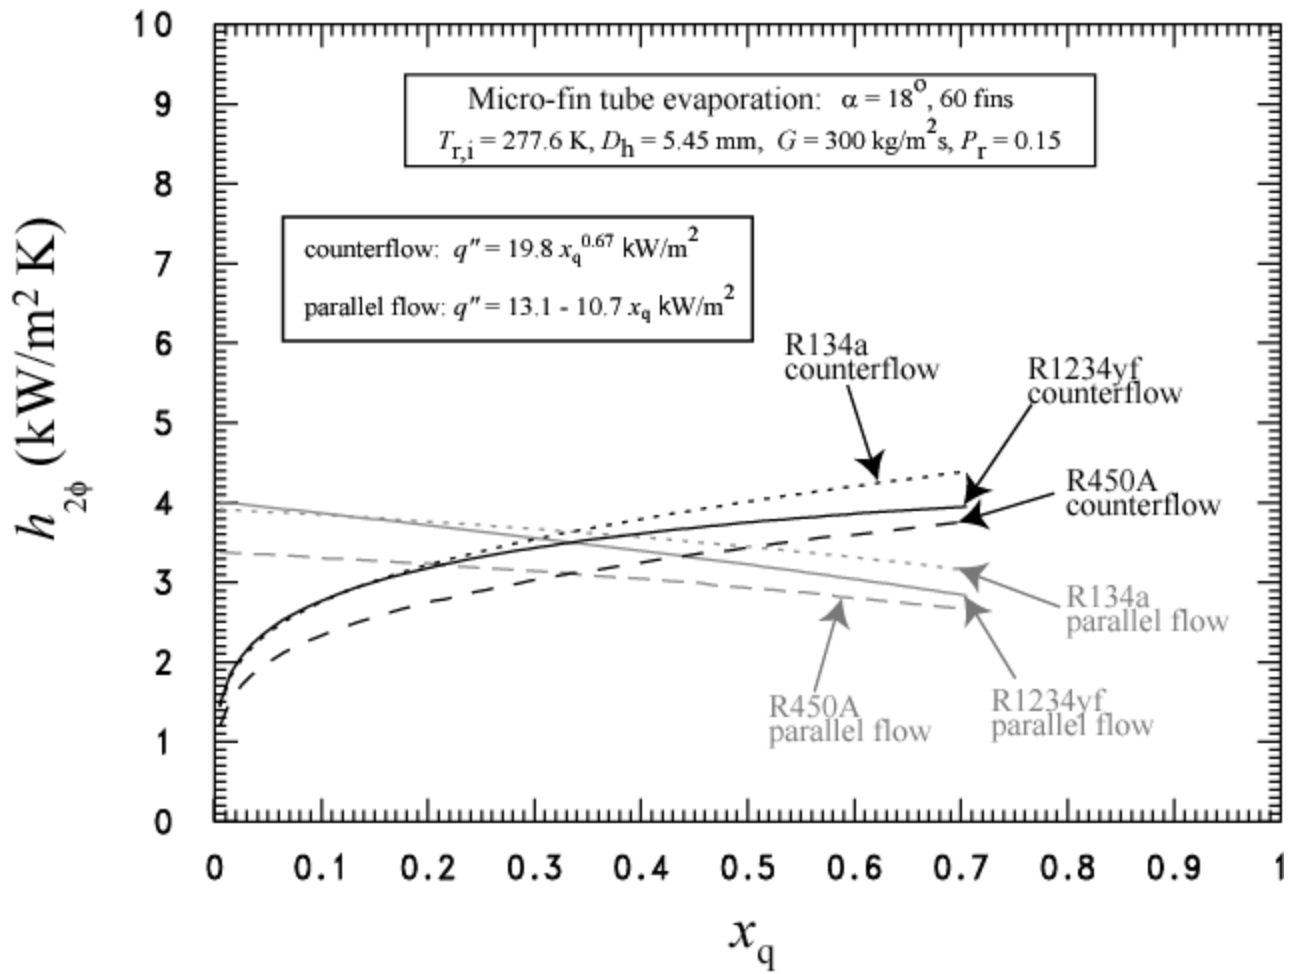 10
9
8
7
6
5
4
3
2
1
0
h2ϕ (kW/m² K)
Micro-fin tube evaporation: α = 18°, 60 fins
Tr,i = 277.6 K, Dh = 5.45 mm, G = 300 kg/m²s, Pr = 0.15
counterflow: q″ = 19.8 xq^0.67 kW/m²
parallel flow: q″ = 13.1 - 10.7 xq kW/m²
R134a
counterflow
R1234yf
counterflow
R450A
counterflow
R134a
parallel flow
R450A
parallel flow
R1234yf
parallel flow
0 0.1 0.2 0.3 0.4 0.5 0.6 0.7 0.8 0.9 1
xq